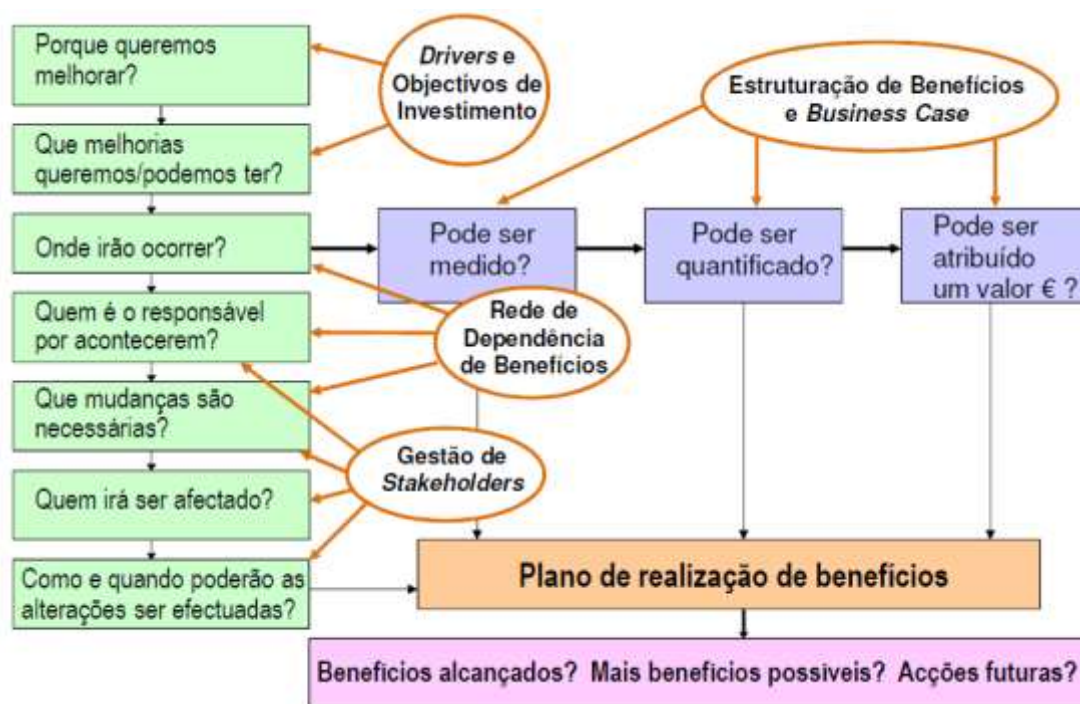 Porque queremos
melhorar?
Drivers e
Objectivos de
Investimento
Estruturação de Benefícios
e Business Case
Que melhorias
queremos/podemos ter?
Onde irão ocorrer?
Pode ser
medido?
Pode ser
quantificado?
Pode ser
atribuído
um valor € ?
Quem é o responsável
por acontecerem?
Rede de
Dependência
de Benefícios
Que mudanças são
necessárias?
Gestão de
Stakeholders
Quem irá ser afectado?
Como e quando poderão as
alterações ser efectuadas?
Plano de realização de benefícios
Benefícios alcançados? Mais benefícios possíveis? Acções futuras?